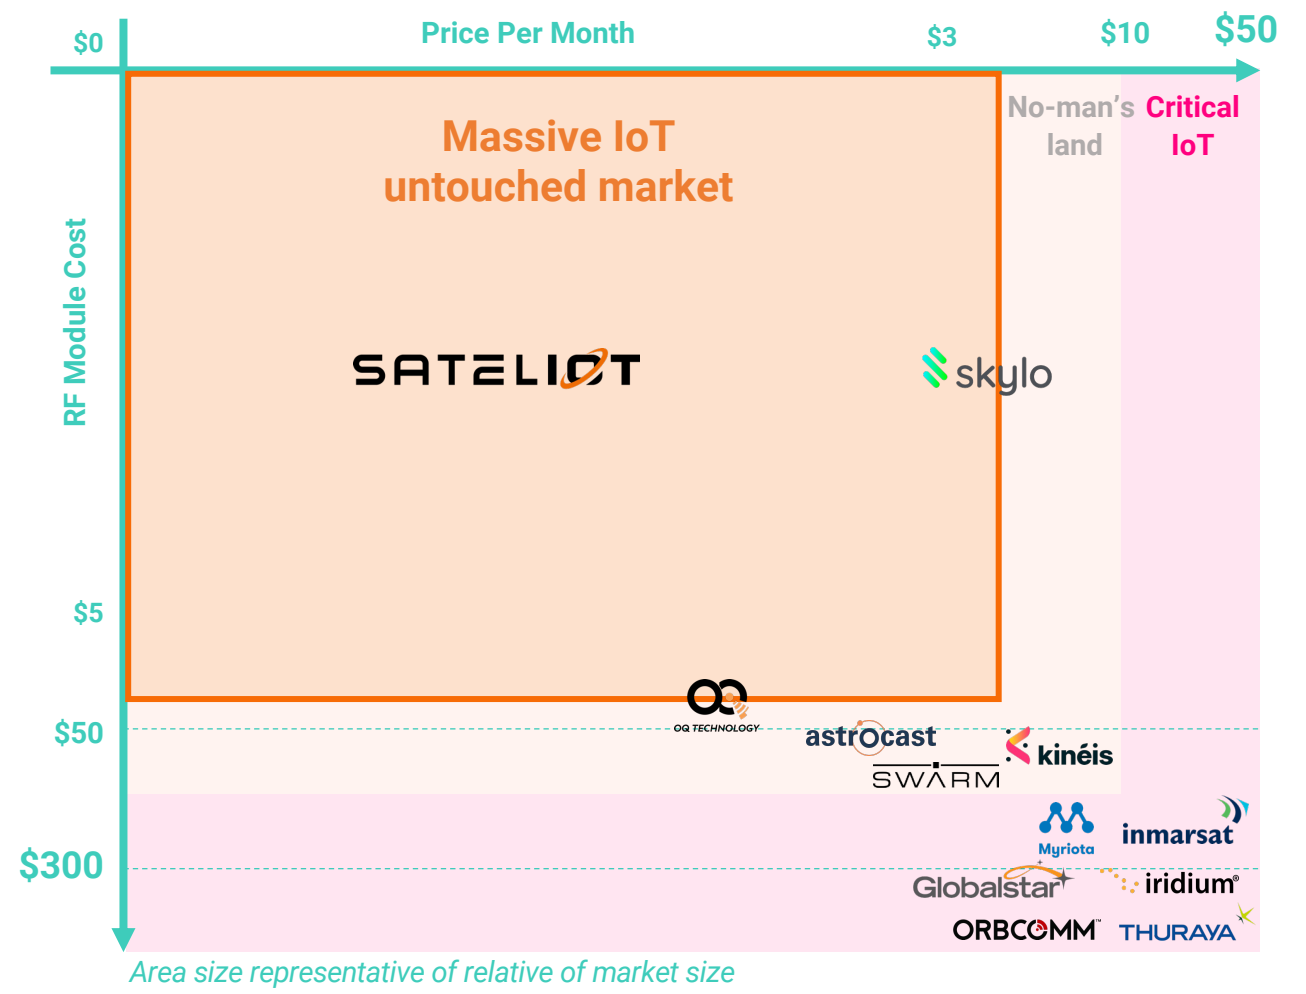 $0
Price Per Month
$3
$10
$50
No-man's
land
Critical
IoT
Massive IoT
untouched market
RF Module Cost
SATELIOT
skylo
$5
OQ
OQ TECHNOLOGY
$50
astrocast
SWARM
kinéis
Myriota
inmarsat
$300
Globalstar
iridium®
ORBCOMM™
THURAYA
Area size representative of relative of market size